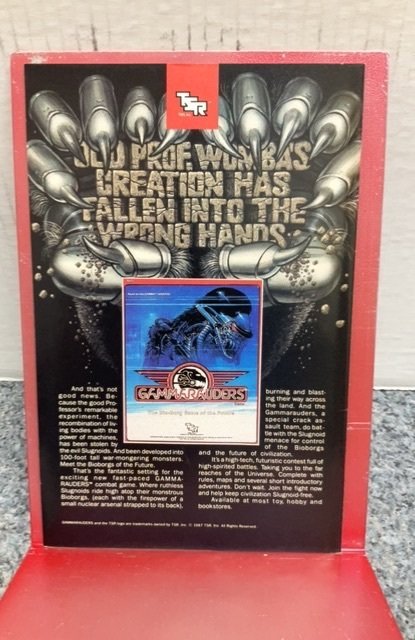 TSR
OLD PROF. WOMBA'S
CREATION HAS
FALLEN INTO THE
WRONG HANDS
GAMMARAUDERS
The Bio-Borg Game of the Future
TSR
And that's not
good news. Be-
cause the good Pro-
fessor's remarkable
experiment, the
recombination of liv-
ing bodies with the
power of machines,
has been stolen by
the evil Slugnoids. And been developed into
100-foot tall war-mongering monsters.
Meet the Bioborgs of the Future.
That's the fantastic setting for the
exciting new fast-paced GAMMA-
RAUDERS™ combat game. Where ruthless
Slugnoids ride high atop their monstrous
Bioborgs, (each with the firepower of a
small nuclear arsenal strapped to its back),
burning and blast-
ing their way across
the land. And the
Gammarauders, a
special crack as-
sault team, do bat-
tle with the Slugnoid
menace for control
of the Bioborgs
and the future of civilization.
It's a high-tech, futuristic contest full of
high-spirited battles. Taking you to the far
reaches of the Universe. Complete with
rules, maps and several short introductory
adventures. Don't wait. Join the fight now
and help keep civilization Slugnoid-free.
Available at most toy, hobby and
bookstores.
GAMMARAUDERS and the TSR logo are trademarks owned by TSR, Inc. © 1987 TSR, Inc. All Rights Reserved.